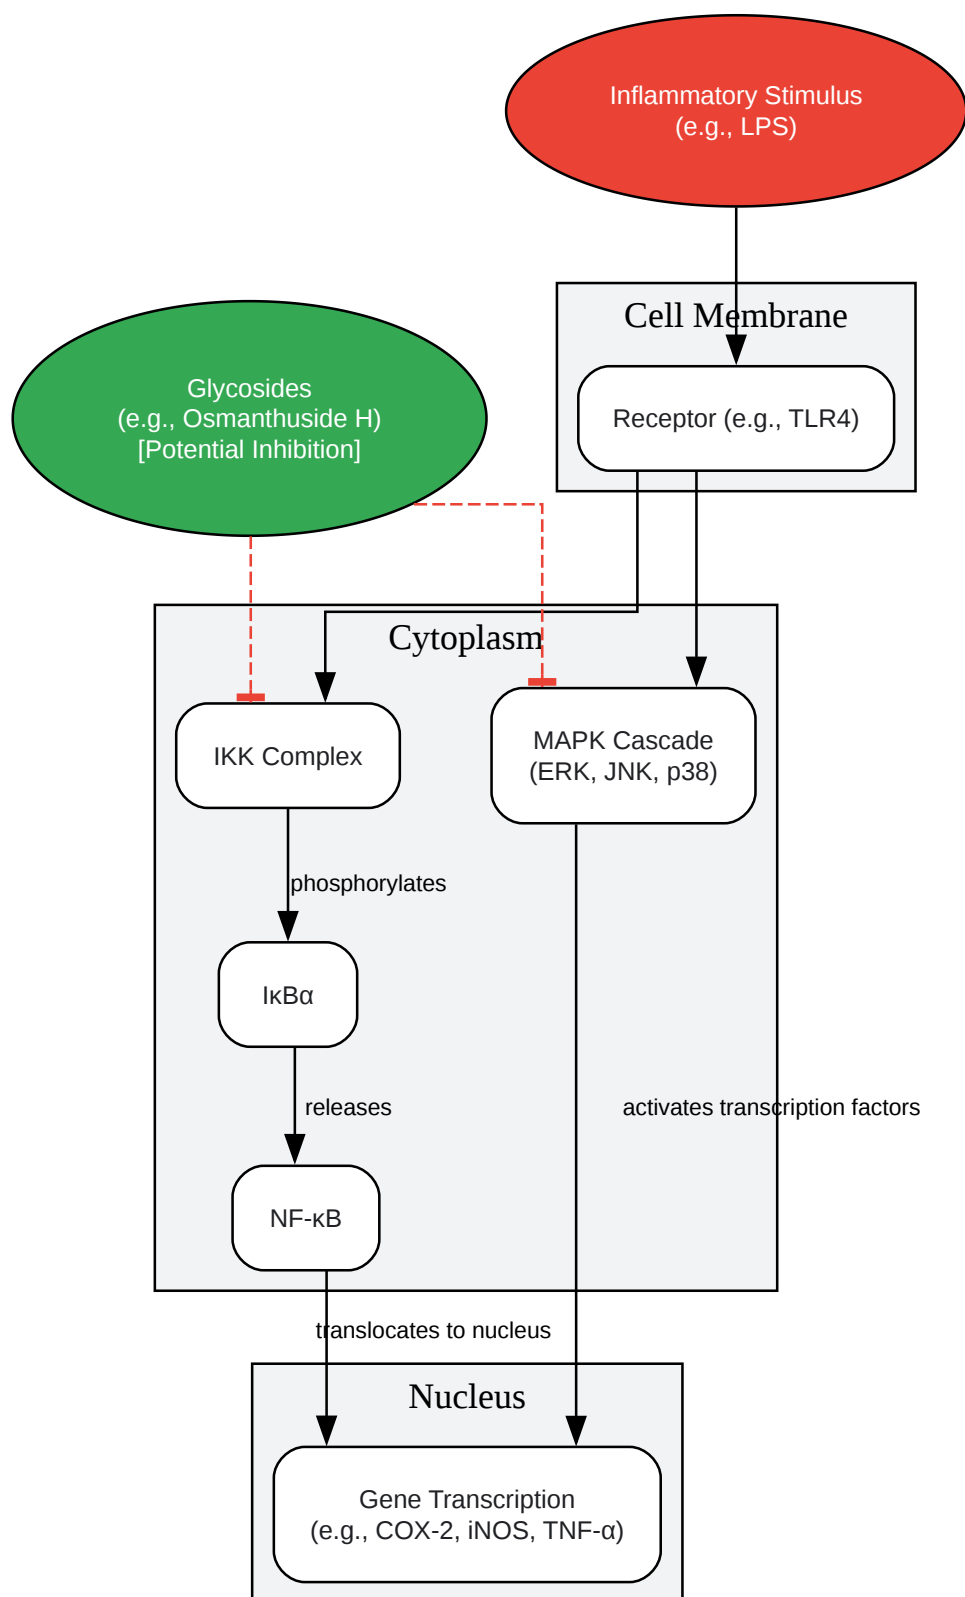 Inflammatory Stimulus
(e.g., LPS)
Cell Membrane
Receptor (e.g., TLR4)
Glycosides
(e.g., Osmanthuside H)
[Potential Inhibition]
Cytoplasm
IKK Complex
MAPK Cascade
(ERK, JNK, p38)
phosphorylates
IκBα
releases
activates transcription factors
NF-κB
translocates to nucleus
Nucleus
Gene Transcription
(e.g., COX-2, iNOS, TNF-α)